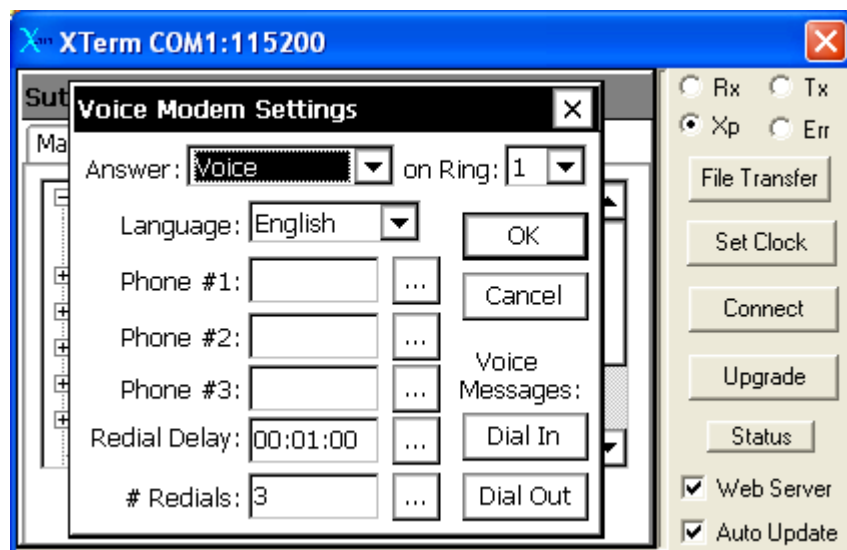 XTerm COM1:115200
Sut
Voice Modem Settings
Ma
Answer: Voice on Ring: 1
Language: English
OK
Phone #1: ...
Cancel
Phone #2: ...
Voice Messages:
Phone #3: ...
Redial Delay: 00:01:00 ...
Dial In
# Redials: 3 ...
Dial Out
Rx Tx
Xp Err
File Transfer
Set Clock
Connect
Upgrade
Status
Web Server
Auto Update